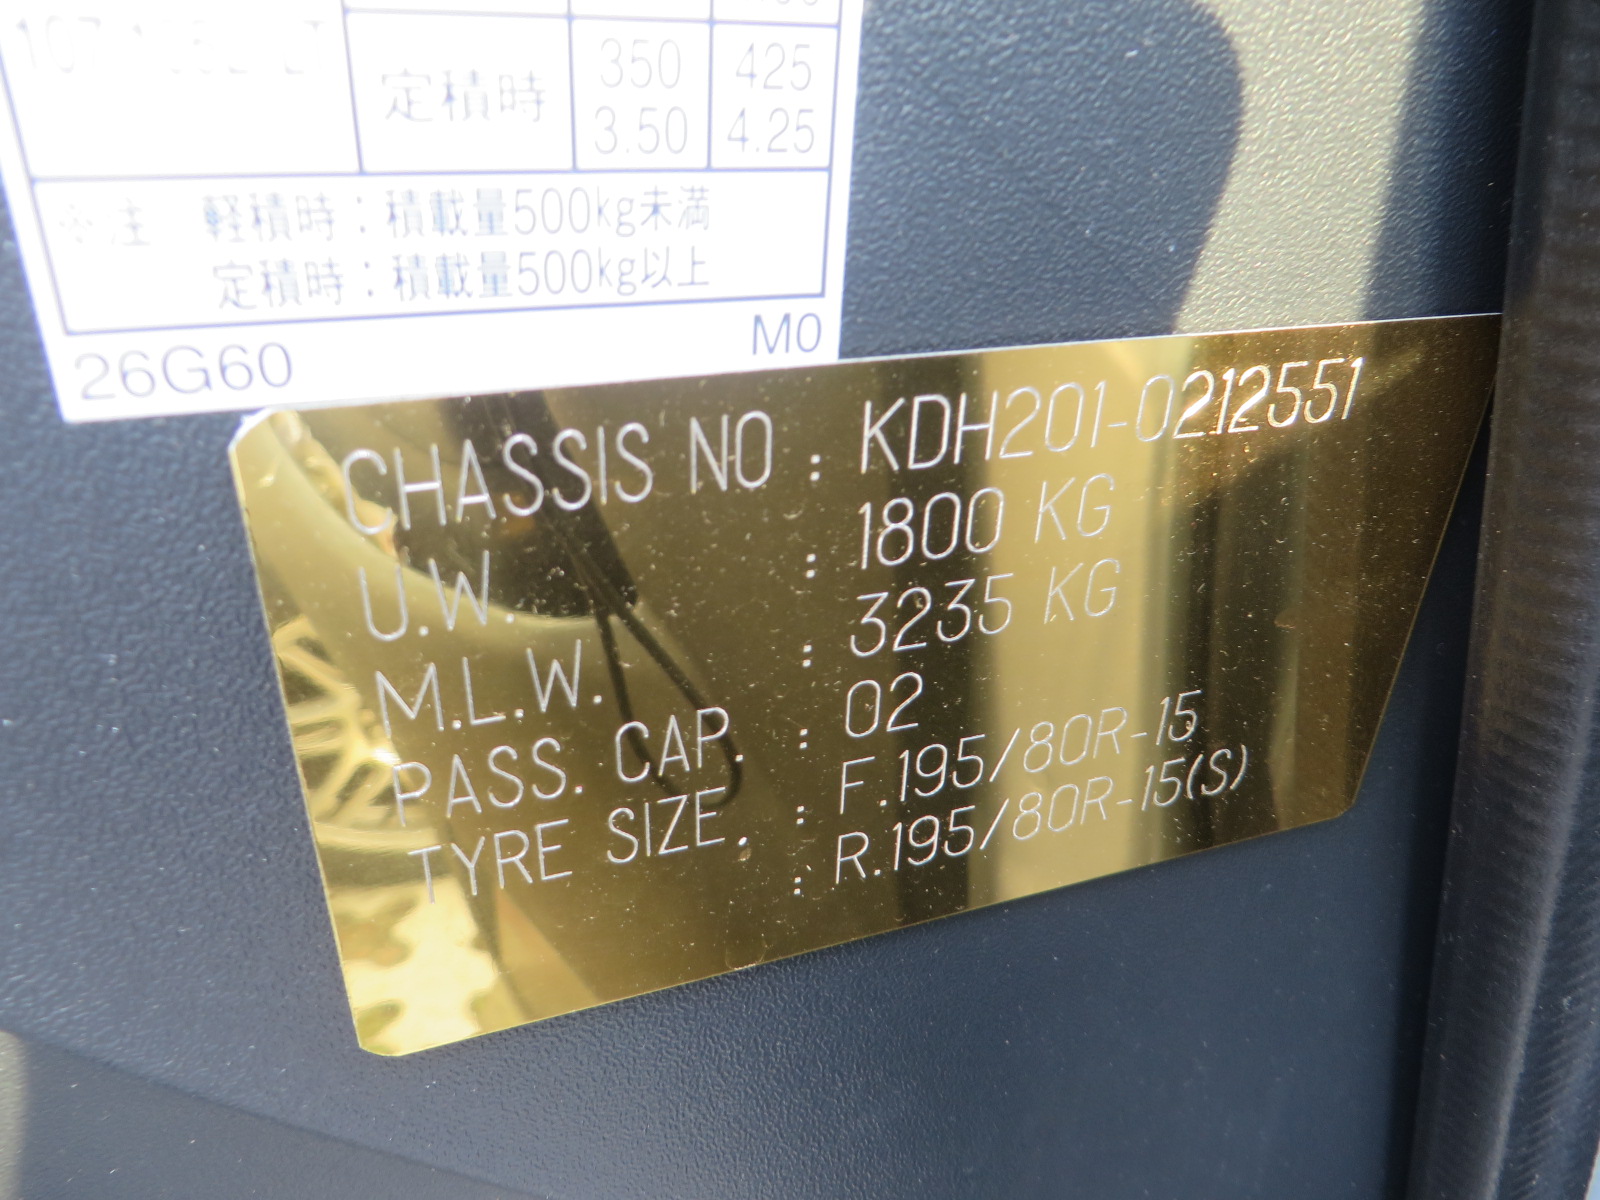 定積時 350 425
3.50 4.25
※注 軽積時：積載量500kg未満
定積時：積載量500kg以上
26G60 M0
CHASSIS NO : KDH201-0212551
U.W. : 1800 KG
M.L.W. : 3235 KG
PASS. CAP. : 02
TYRE SIZE. : F.195/80R-15
: R.195/80R-15(S)